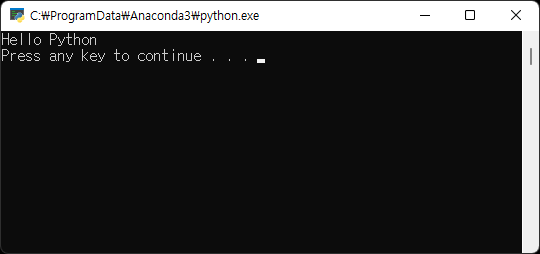 C:₩ProgramData₩Anaconda3₩python.exe
Hello Python
Press any key to continue . . .